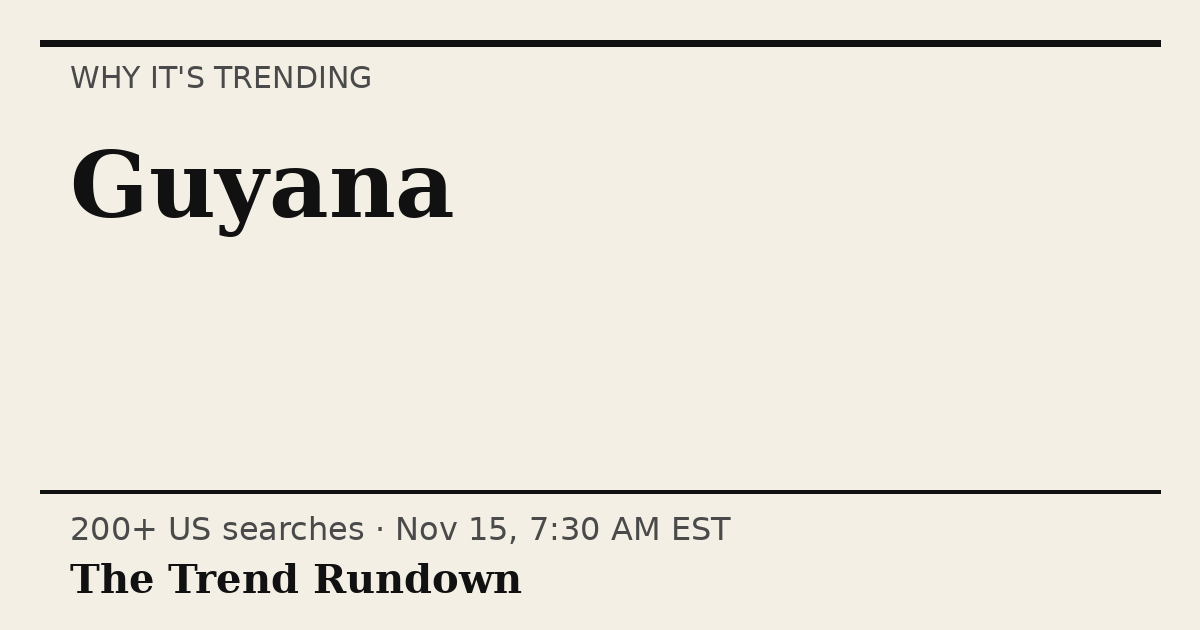 WHY IT'S TRENDING
Guyana
200+ US searches · Nov 15, 7:30 AM EST
The Trend Rundown